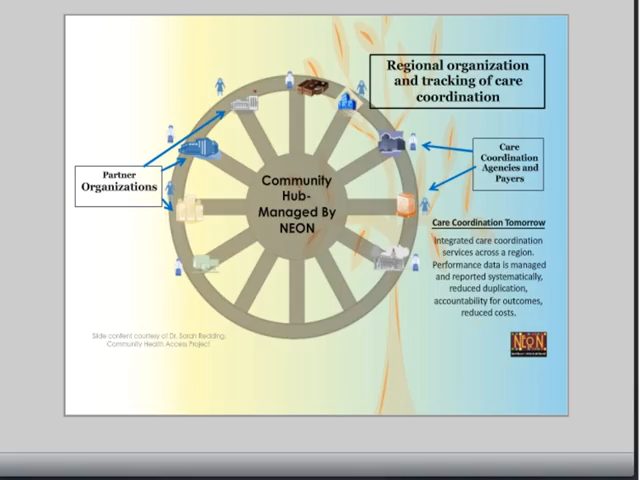 Regional organization
and tracking of care
coordination
Care
Coordination
Agencies and
Payers
Partner
Organizations
Community
Hub-
Managed By
NEON
Care Coordination Tomorrow
Integrated care coordination
services across a region.
Performance data is managed
and reported systematically,
reduced duplication,
accountability for outcomes,
reduced costs.
Slide content courtesy of Dr. Sarah Redding,
Community Health Access Project
NEON